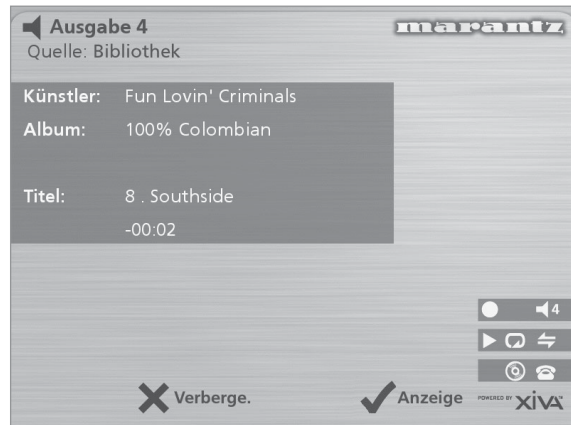 Ausgabe 4
marantz
Quelle: Bibliothek
Künstler: Fun Lovin' Criminals
Album: 100% Colombian
Titel: 8 . Southside
-00:02
4
Verberge.
Anzeige
POWERED BY XiVA™